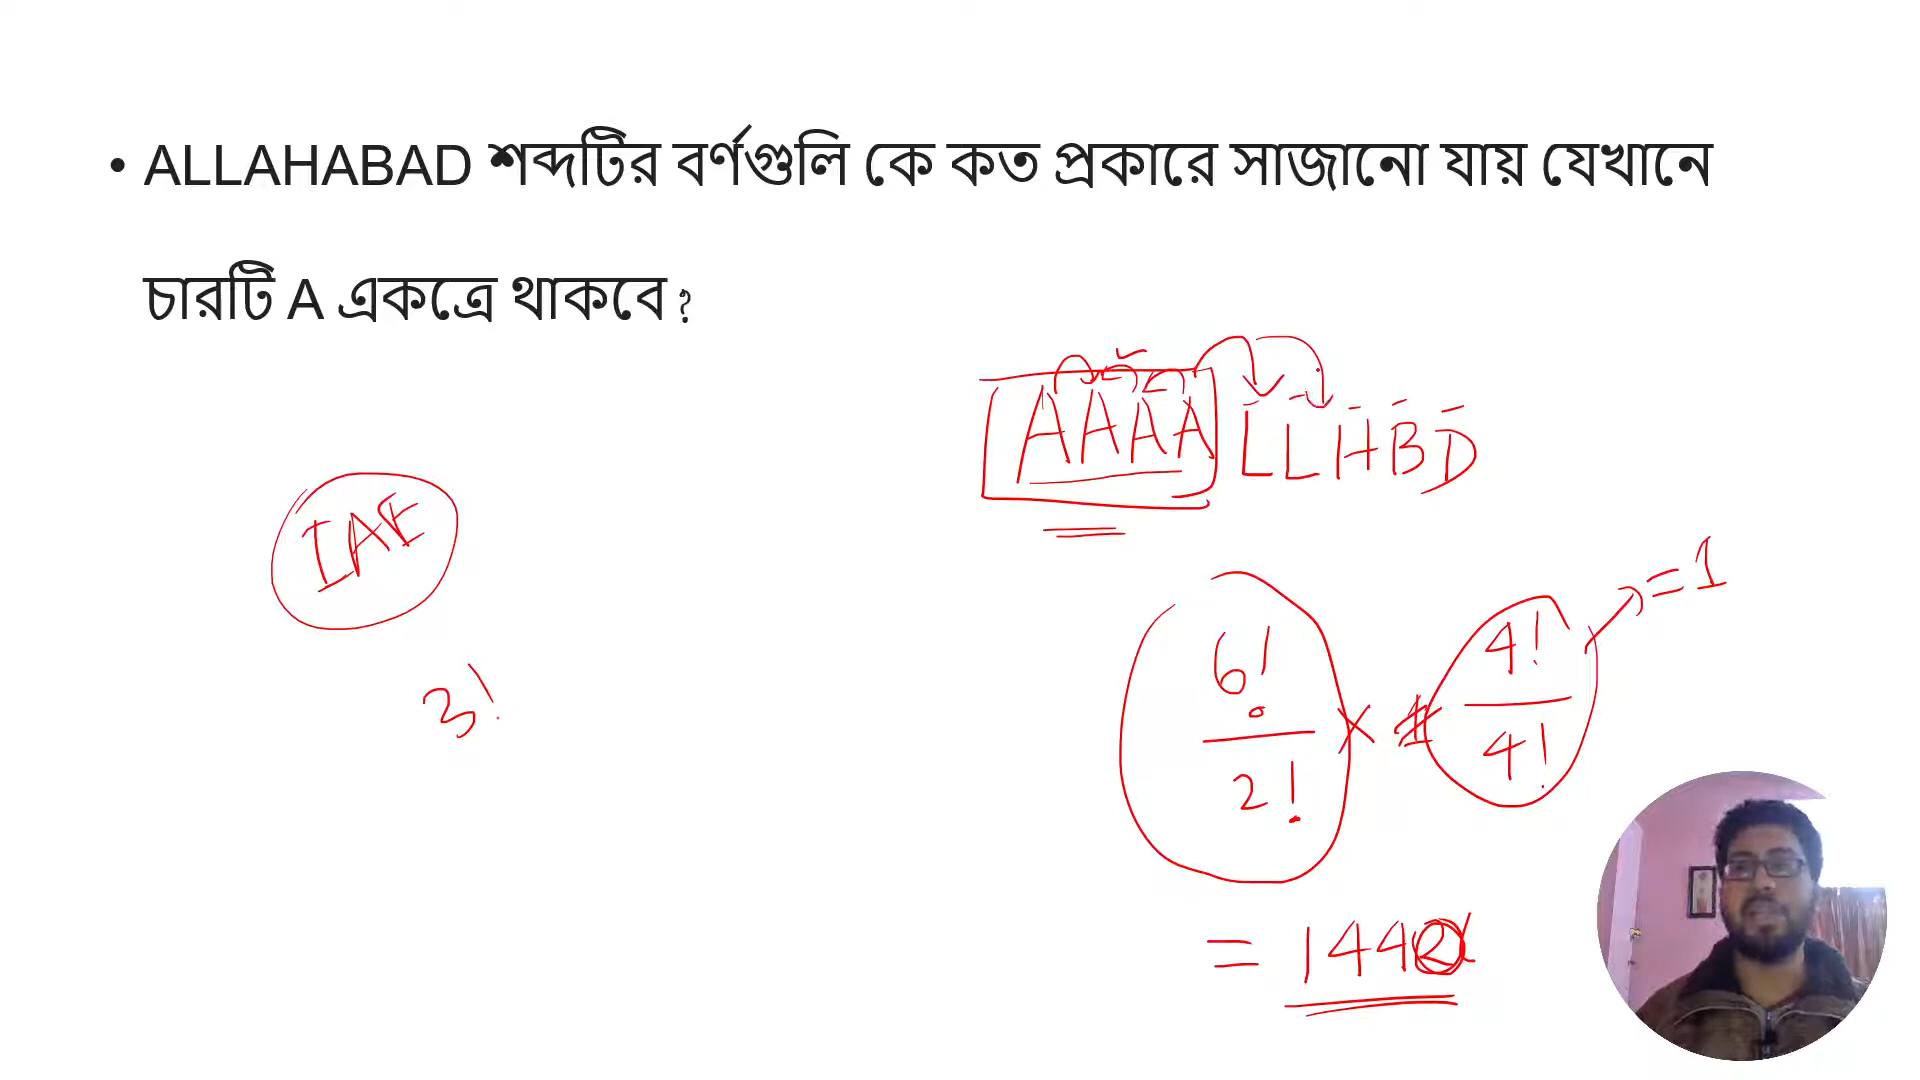 • ALLAHABAD শব্দটির বর্ণগুলি কে কত প্রকারে সাজানো যায় যেখানে
চারটি A একত্রে থাকবে ?
AAAA LLHBD
IAE
3!
6! / 2! × 4! / 4! = 1
= 144